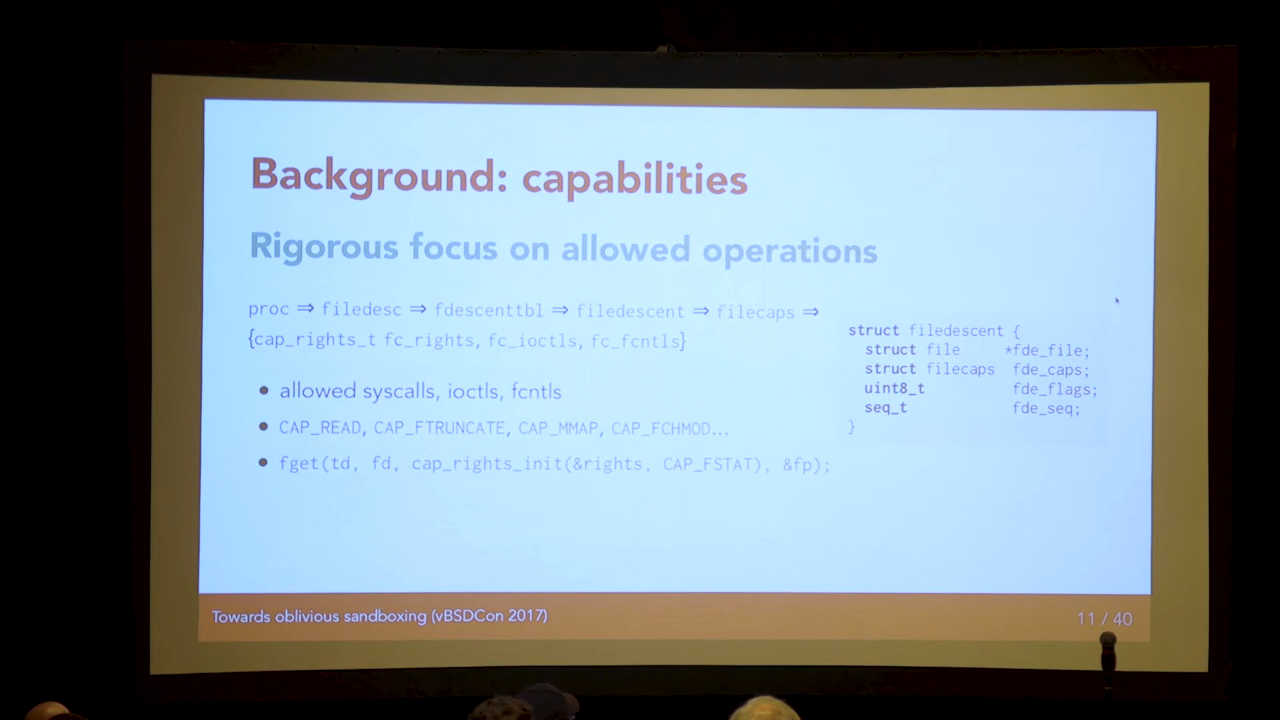 Background: capabilities
Rigorous focus on allowed operations
proc ⇒ filedesc ⇒ fdescenttbl ⇒ filedescent ⇒ filecaps ⇒
{cap_rights_t fc_rights, fc_ioctls, fc_fcntls}
• allowed syscalls, ioctls, fcntls
• CAP_READ, CAP_FTRUNCATE, CAP_MMAP, CAP_FCHMOD...
• fget(td, fd, cap_rights_init(&rights, CAP_FSTAT), &fp);
struct filedescent {
struct file *fde_file;
struct filecaps fde_caps;
uint8_t fde_flags;
seq_t fde_seq;
}
Towards oblivious sandboxing (vBSDCon 2017)
11 / 40